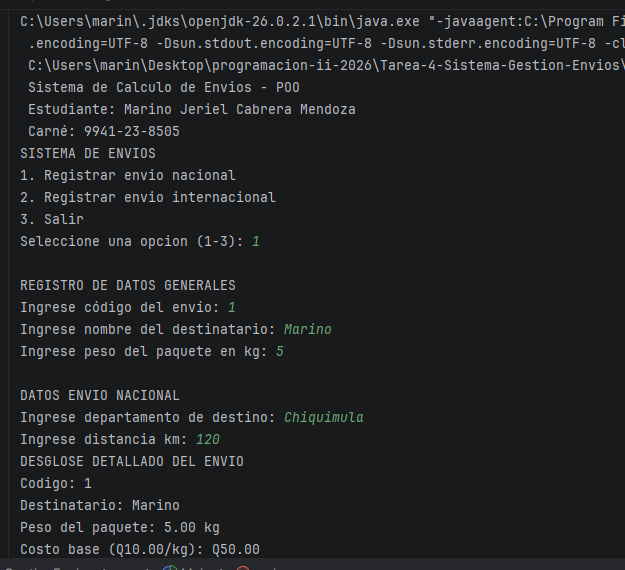 C:\Users\marin\.jdks\openjdk-26.0.2.1\bin\java.exe "-javaagent:C:\Program Fi
.encoding=UTF-8 -Dsun.stdout.encoding=UTF-8 -Dsun.stderr.encoding=UTF-8 -cl
C:\Users\marin\Desktop\programacion-ii-2026\Tarea-4-Sistema-Gestion-Envios\
Sistema de Calculo de Envios - POO
Estudiante: Marino Jeriel Cabrera Mendoza
Carné: 9941-23-8505
SISTEMA DE ENVIOS
1. Registrar envio nacional
2. Registrar envio internacional
3. Salir
Seleccione una opcion (1-3): 1
REGISTRO DE DATOS GENERALES
Ingrese código del envío: 1
Ingrese nombre del destinatario: Marino
Ingrese peso del paquete en kg: 5
DATOS ENVIO NACIONAL
Ingrese departamento de destino: Chiquimula
Ingrese distancia km: 120
DESGLOSE DETALLADO DEL ENVIO
Codigo: 1
Destinatario: Marino
Peso del paquete: 5.00 kg
Costo base (Q10.00/kg): Q50.00